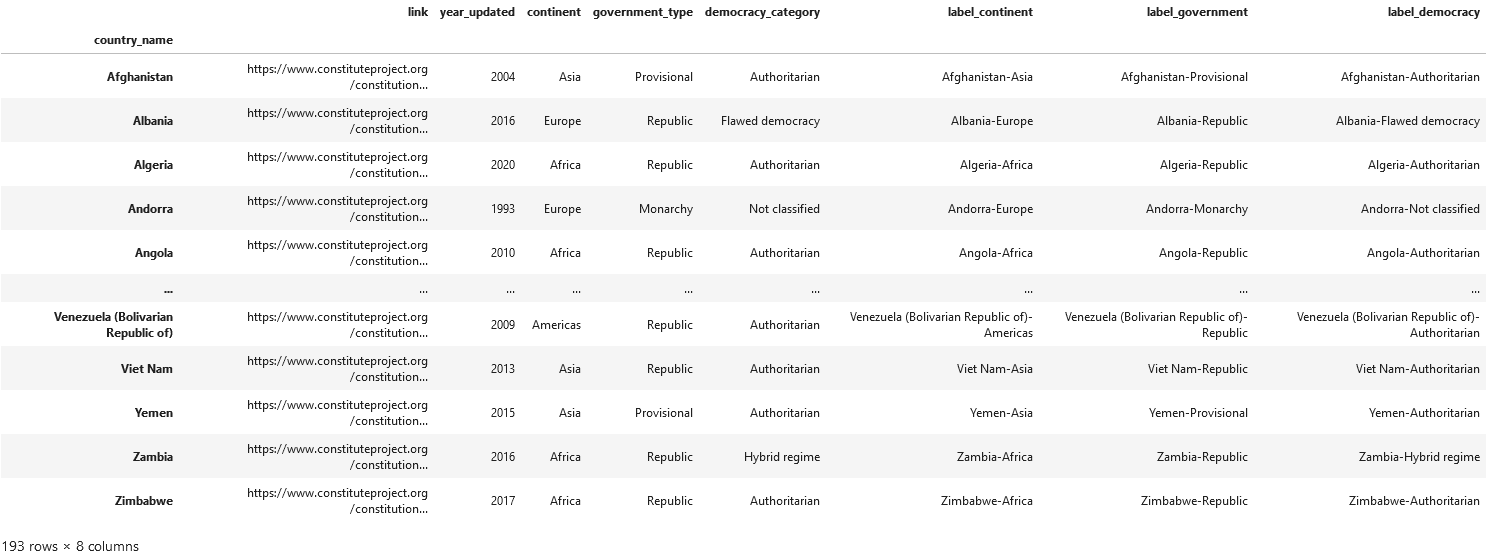 link year_updated continent government_type democracy_category label_continent label_government label_democracy
country_name
Afghanistan https://www.constituteproject.org/constitution... 2004 Asia Provisional Authoritarian Afghanistan-Asia Afghanistan-Provisional Afghanistan-Authoritarian
Albania https://www.constituteproject.org/constitution... 2016 Europe Republic Flawed democracy Albania-Europe Albania-Republic Albania-Flawed democracy
Algeria https://www.constituteproject.org/constitution... 2020 Africa Republic Authoritarian Algeria-Africa Algeria-Republic Algeria-Authoritarian
Andorra https://www.constituteproject.org/constitution... 1993 Europe Monarchy Not classified Andorra-Europe Andorra-Monarchy Andorra-Not classified
Angola https://www.constituteproject.org/constitution... 2010 Africa Republic Authoritarian Angola-Africa Angola-Republic Angola-Authoritarian
... ... ... ... ... ... ... ... ...
Venezuela (Bolivarian Republic of) https://www.constituteproject.org/constitution... 2009 Americas Republic Authoritarian Venezuela (Bolivarian Republic of)-Americas Venezuela (Bolivarian Republic of)-Republic Venezuela (Bolivarian Republic of)-Authoritarian
Viet Nam https://www.constituteproject.org/constitution... 2013 Asia Republic Authoritarian Viet Nam-Asia Viet Nam-Republic Viet Nam-Authoritarian
Yemen https://www.constituteproject.org/constitution... 2015 Asia Provisional Authoritarian Yemen-Asia Yemen-Provisional Yemen-Authoritarian
Zambia https://www.constituteproject.org/constitution... 2016 Africa Republic Hybrid regime Zambia-Africa Zambia-Republic Zambia-Hybrid regime
Zimbabwe https://www.constituteproject.org/constitution... 2017 Africa Republic Authoritarian Zimbabwe-Africa Zimbabwe-Republic Zimbabwe-Authoritarian
193 rows × 8 columns